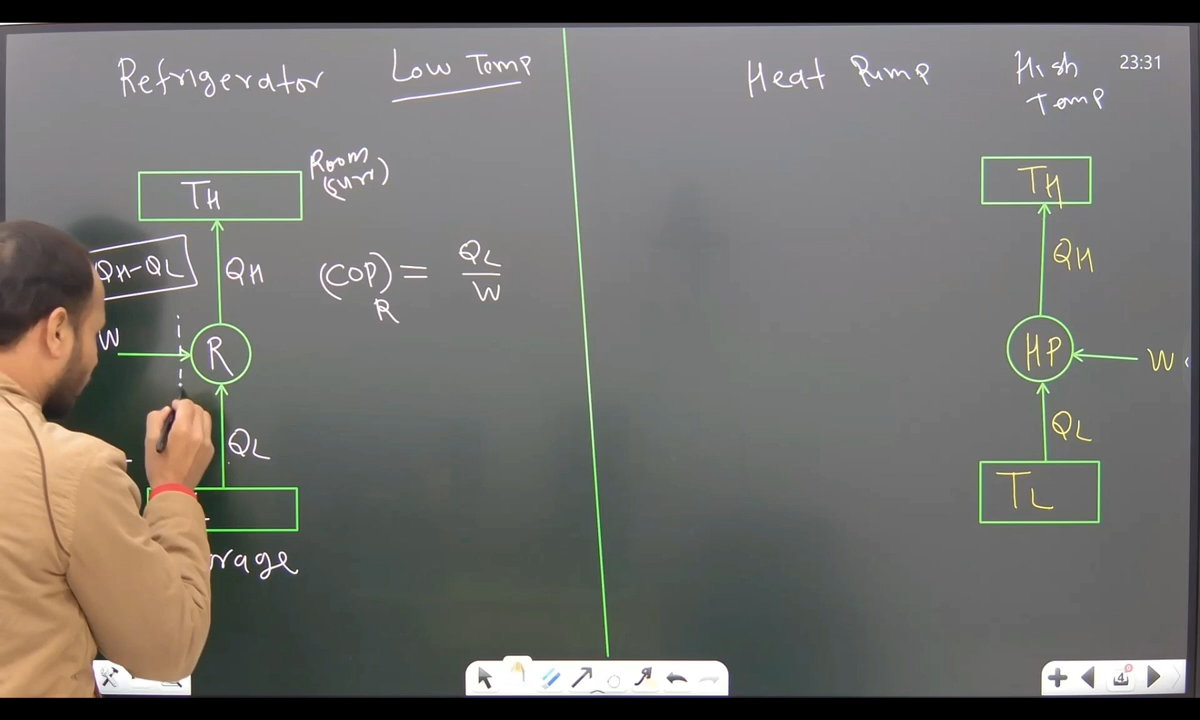 Refrigerator
Low Temp
Room
(surr)
TH
QH-QL
QH
(COP)R = QL/W
W
R
QL
rage
Heat Pump
High
Temp
23:31
TH
QH
HP
W
QL
TL
4